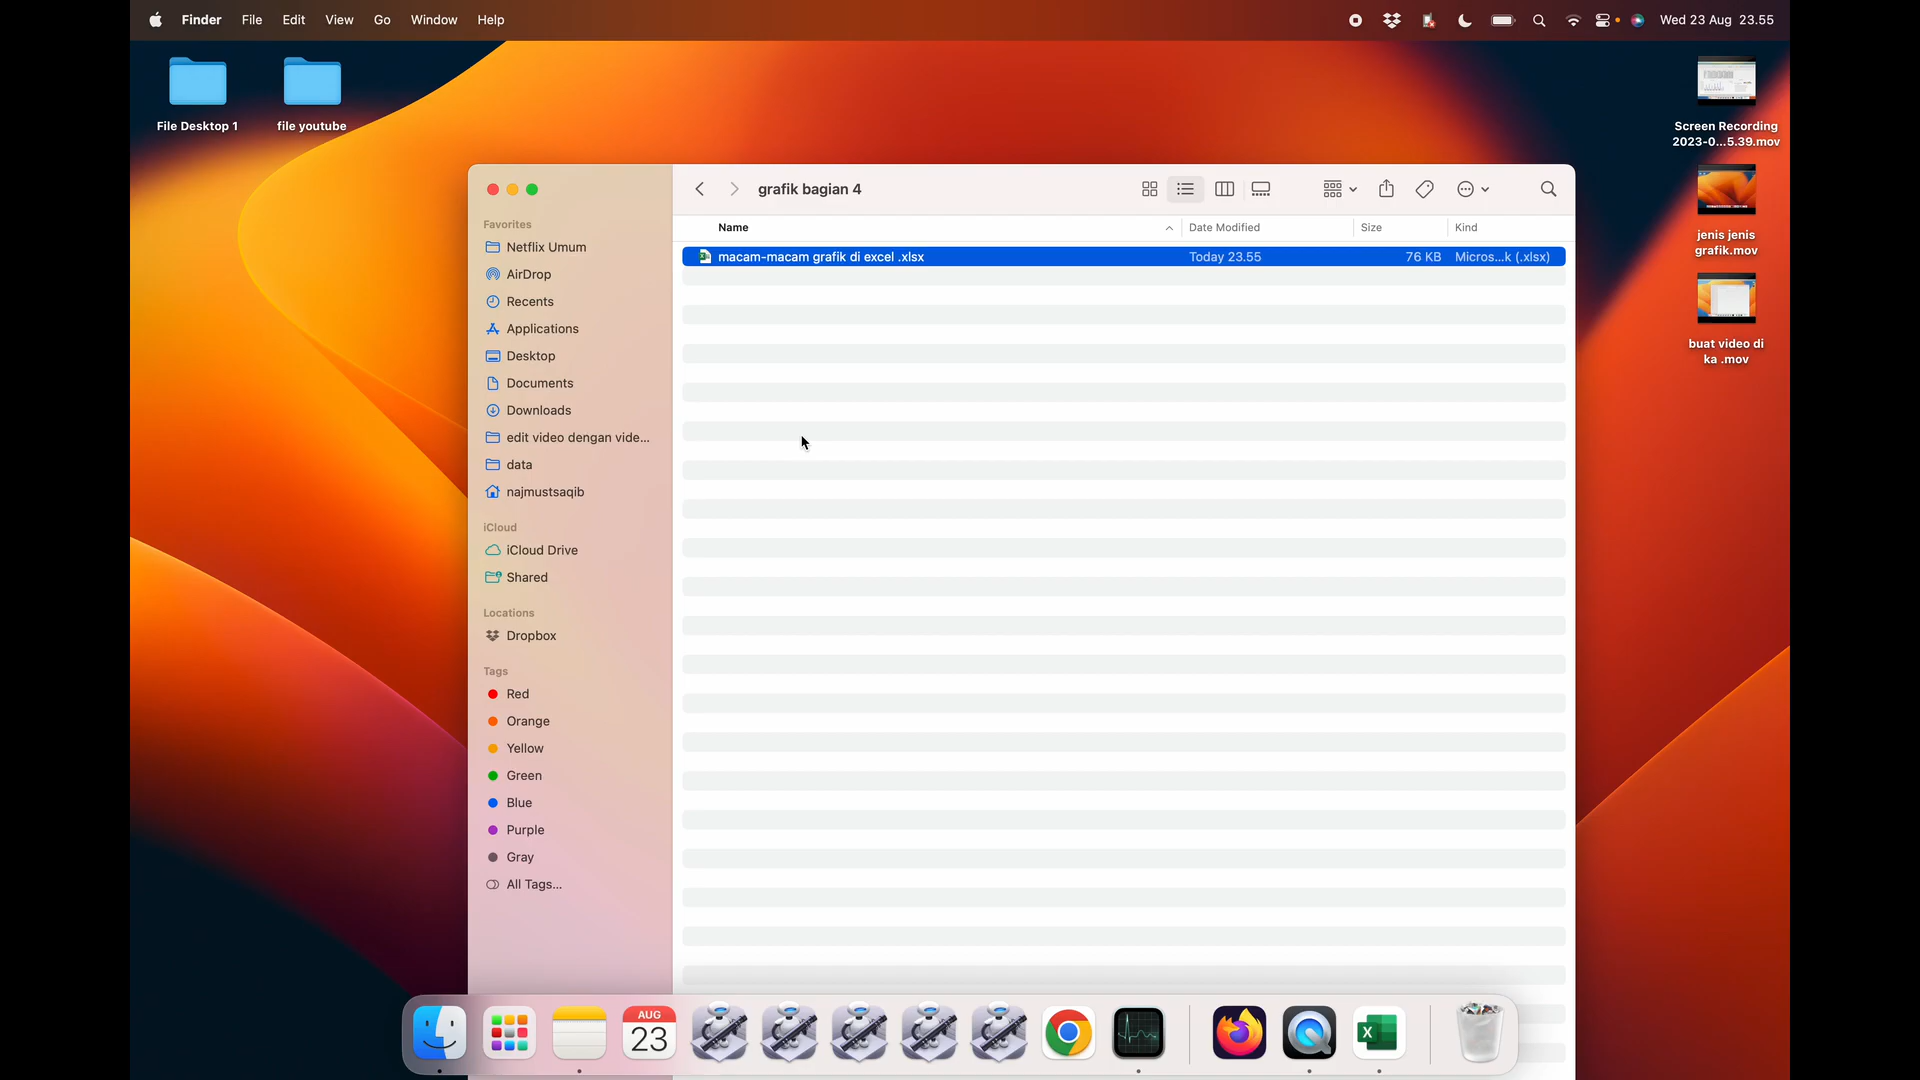 Finder File Edit View Go Window Help
Wed 23 Aug 23.55
File Desktop 1
file youtube
Screen Recording
2023-0...5.39.mov
jenis jenis
grafik.mov
buat video di
ka .mov
grafik bagian 4
Favorites
Netflix Umum
AirDrop
Recents
Applications
Desktop
Documents
Downloads
edit video dengan vide...
data
najmustsaqib
iCloud
iCloud Drive
Shared
Locations
Dropbox
Tags
Red
Orange
Yellow
Green
Blue
Purple
Gray
All Tags...
Name Date Modified Size Kind
macam-macam grafik di excel .xlsx Today 23.55 76 KB Micros...k (.xlsx)
AUG
23
X